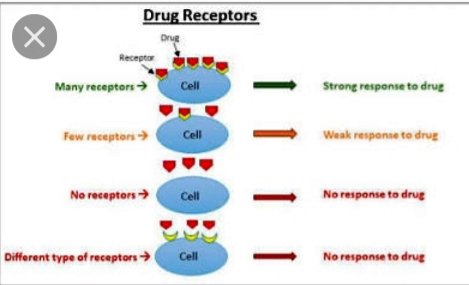 Drug Receptors
Drug
Receptor
Many receptors → Cell Strong response to drug
Few receptors → Cell Weak response to drug
No receptors → Cell No response to drug
Different type of receptors → Cell No response to drug